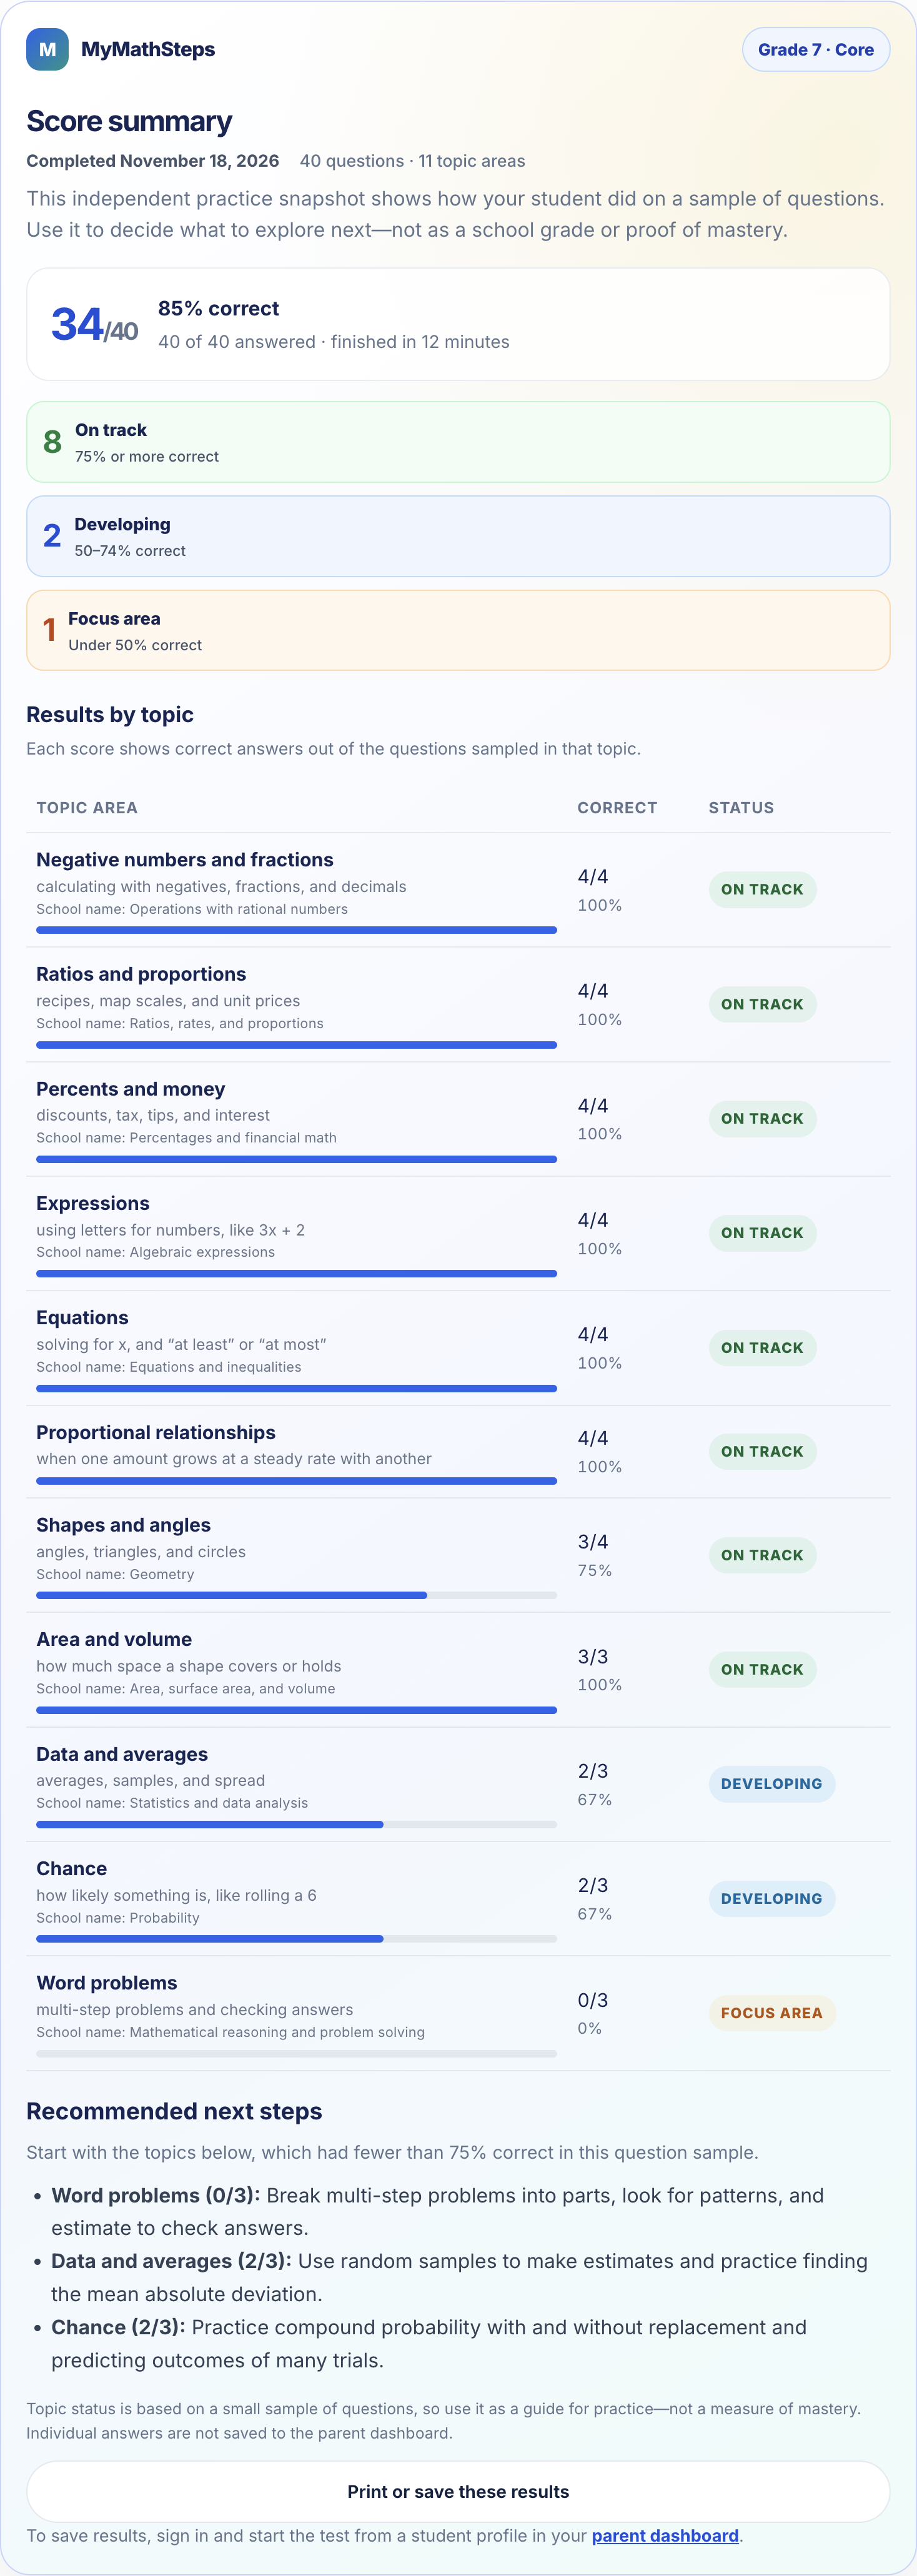 M MyMathSteps
Grade 7 · Core
Score summary
Completed November 18, 2026 40 questions · 11 topic areas
This independent practice snapshot shows how your student did on a sample of questions.
Use it to decide what to explore next—not as a school grade or proof of mastery.
34/40
85% correct
40 of 40 answered · finished in 12 minutes
8
On track
75% or more correct
2
Developing
50–74% correct
1
Focus area
Under 50% correct
Results by topic
Each score shows correct answers out of the questions sampled in that topic.
TOPIC AREA CORRECT STATUS
Negative numbers and fractions
calculating with negatives, fractions, and decimals
School name: Operations with rational numbers
4/4
100%
ON TRACK
Ratios and proportions
recipes, map scales, and unit prices
School name: Ratios, rates, and proportions
4/4
100%
ON TRACK
Percents and money
discounts, tax, tips, and interest
School name: Percentages and financial math
4/4
100%
ON TRACK
Expressions
using letters for numbers, like 3x + 2
School name: Algebraic expressions
4/4
100%
ON TRACK
Equations
solving for x, and “at least” or “at most”
School name: Equations and inequalities
4/4
100%
ON TRACK
Proportional relationships
when one amount grows at a steady rate with another
4/4
100%
ON TRACK
Shapes and angles
angles, triangles, and circles
School name: Geometry
3/4
75%
ON TRACK
Area and volume
how much space a shape covers or holds
School name: Area, surface area, and volume
3/3
100%
ON TRACK
Data and averages
averages, samples, and spread
School name: Statistics and data analysis
2/3
67%
DEVELOPING
Chance
how likely something is, like rolling a 6
School name: Probability
2/3
67%
DEVELOPING
Word problems
multi-step problems and checking answers
School name: Mathematical reasoning and problem solving
0/3
0%
FOCUS AREA
Recommended next steps
Start with the topics below, which had fewer than 75% correct in this question sample.
• Word problems (0/3): Break multi-step problems into parts, look for patterns, and
estimate to check answers.
• Data and averages (2/3): Use random samples to make estimates and practice finding
the mean absolute deviation.
• Chance (2/3): Practice compound probability with and without replacement and
predicting outcomes of many trials.
Topic status is based on a small sample of questions, so use it as a guide for practice—not a measure of mastery.
Individual answers are not saved to the parent dashboard.
Print or save these results
To save results, sign in and start the test from a student profile in your parent dashboard.